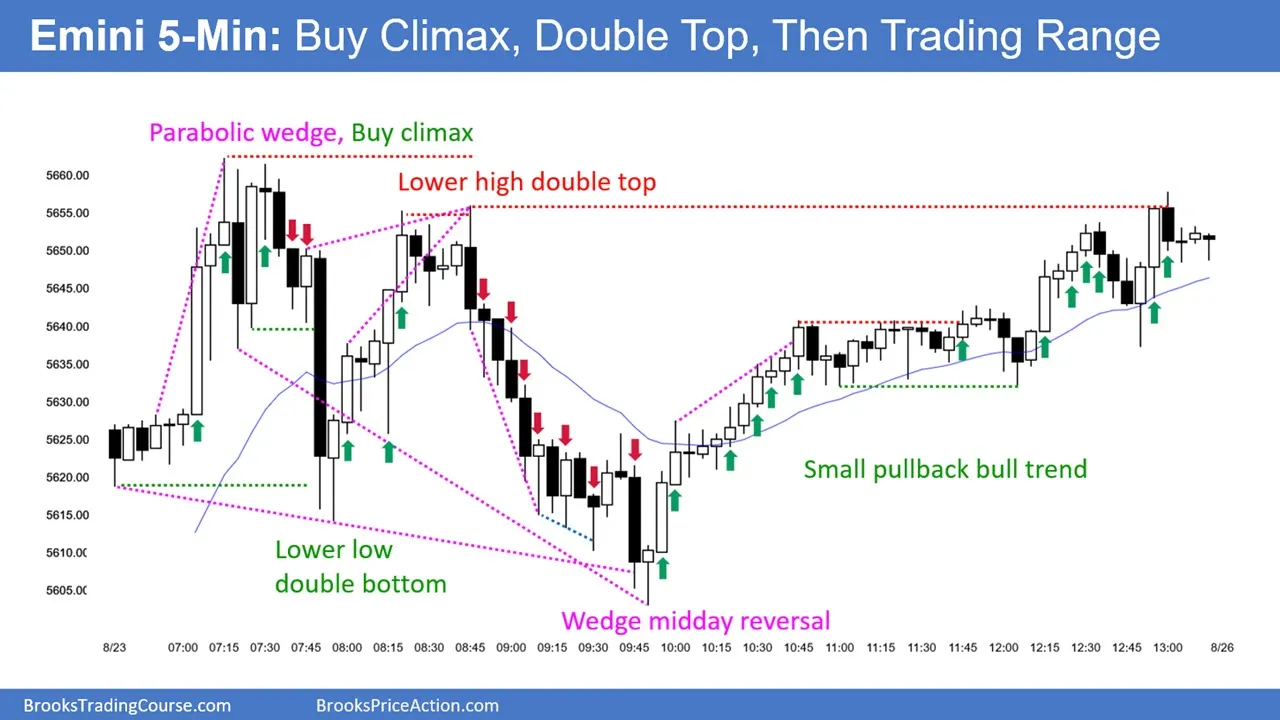 Emini 5-Min: Buy Climax, Double Top, Then Trading Range
Parabolic wedge, Buy climax
Lower high double top
5660.00
5655.00
5650.00
5645.00
5640.00
5635.00
5630.00
5625.00
5620.00
5615.00
5610.00
5605.00
Small pullback bull trend
Lower low
double bottom
Wedge midday reversal
8/23 07:00 07:15 07:30 07:45 08:00 08:15 08:30 08:45 09:00 09:15 09:30 09:45 10:00 10:15 10:30 10:45 11:00 11:15 11:30 11:45 12:00 12:15 12:30 12:45 13:00 8/26
BrooksTradingCourse.com
BrooksPriceAction.com